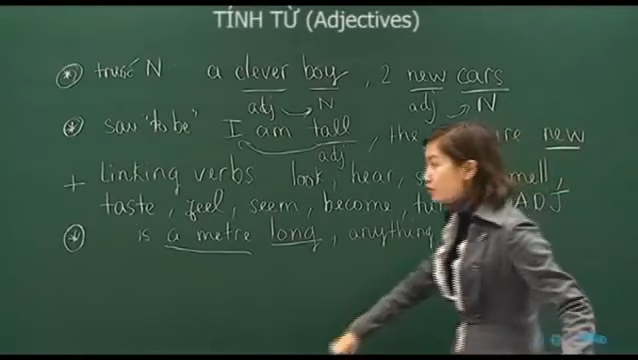 TÍNH TỪ (Adjectives)
trước N a clever boy, 2 new cars
adj N adj N
sau "to be" I am tall, the re new
adj
+ Linking verbs look, hear, mell,
taste, feel, seem, become, ADJ
is a metre long, anything